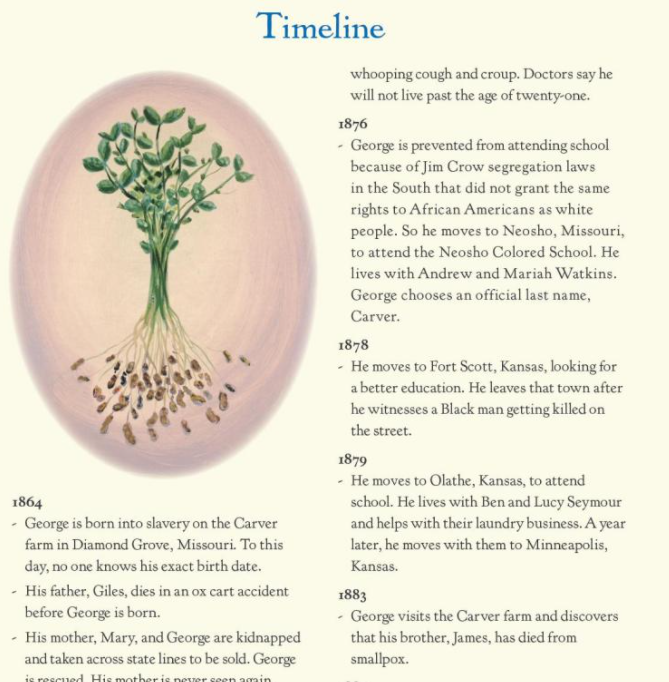 Timeline
1864
- George is born into slavery on the Carver
farm in Diamond Grove, Missouri. To this
day, no one knows his exact birth date.
- His father, Giles, dies in an ox cart accident
before George is born.
- His mother, Mary, and George are kidnapped
and taken across state lines to be sold. George
is rescued. His mother is never seen again
whooping cough and croup. Doctors say he
will not live past the age of twenty-one.
1876
- George is prevented from attending school
because of Jim Crow segregation laws
in the South that did not grant the same
rights to African Americans as white
people. So he moves to Neosho, Missouri,
to attend the Neosho Colored School. He
lives with Andrew and Mariah Watkins.
George chooses an official last name,
Carver.
1878
- He moves to Fort Scott, Kansas, looking for
a better education. He leaves that town after
he witnesses a Black man getting killed on
the street.
1879
- He moves to Olathe, Kansas, to attend
school. He lives with Ben and Lucy Seymour
and helps with their laundry business. A year
later, he moves with them to Minneapolis,
Kansas.
1883
- George visits the Carver farm and discovers
that his brother, James, has died from
smallpox.